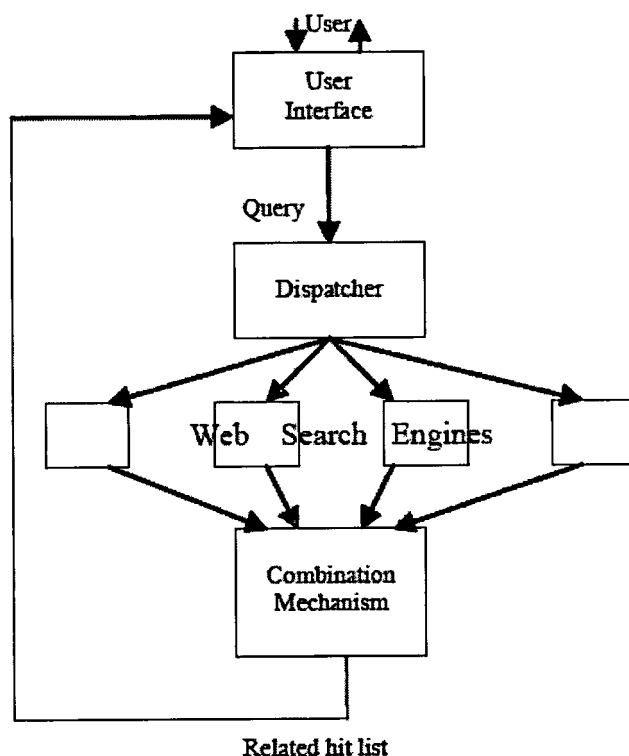 User
User
Interface
Query
Dispatcher
Web Search Engines
Combination
Mechanism
Related hit list